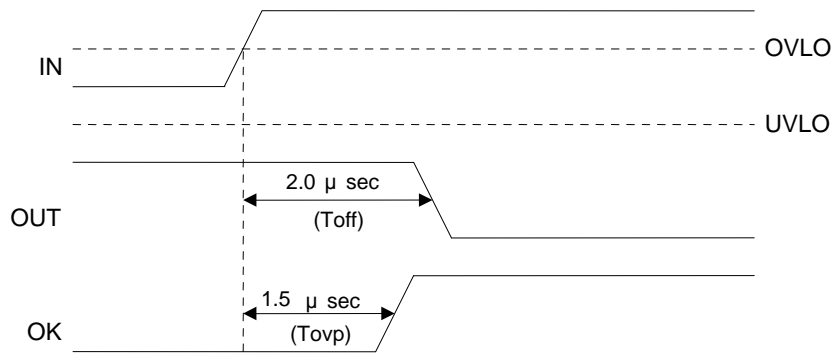 OVLO
IN
UVLO
2.0 μ sec
(Toff)
OUT
1.5 μ sec
(Tovp)
OK